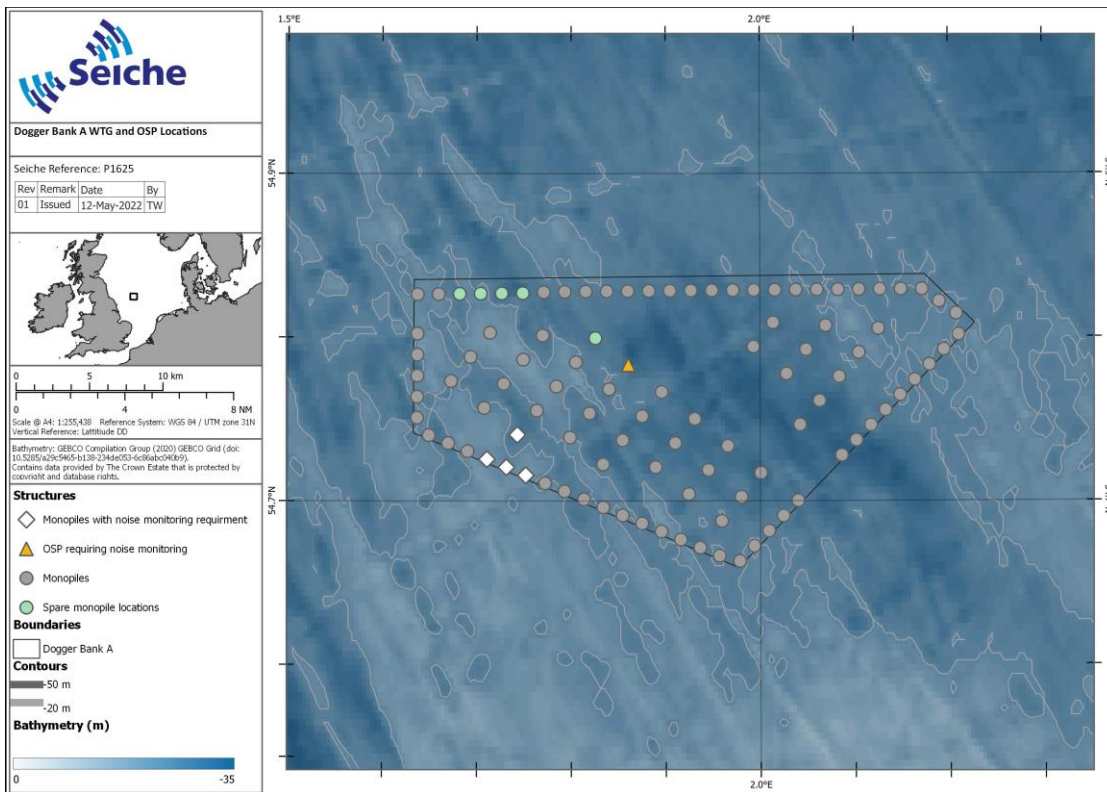 Seiche
Dogger Bank A WTG and OSP Locations
Seiche Reference: P1625
Rev Remark Date By
01 Issued 12-May-2022 TW
0 5 10 km
0 4 8 NM
Scale @ A4: 1:255,438 Reference System: WGS 84 / UTM zone 31N
Vertical Reference: Lattitude DD
Bathymetry: GEBCO Compilation Group (2020) GEBCO Grid (doi:
10.5285/a29c5465-b138-234de053-6c86abc040b9).
Contains data provided by The Crown Estate that is protected by
copyright and database rights.
Structures
Monopiles with noise monitoring requirment
OSP requiring noise monitoring
Monopiles
Spare monopile locations
Boundaries
Dogger Bank A
Contours
-50 m
-20 m
Bathymetry (m)
0 -35
1.5°E 2.0°E
54.9°N
54.7°N
2.0°E